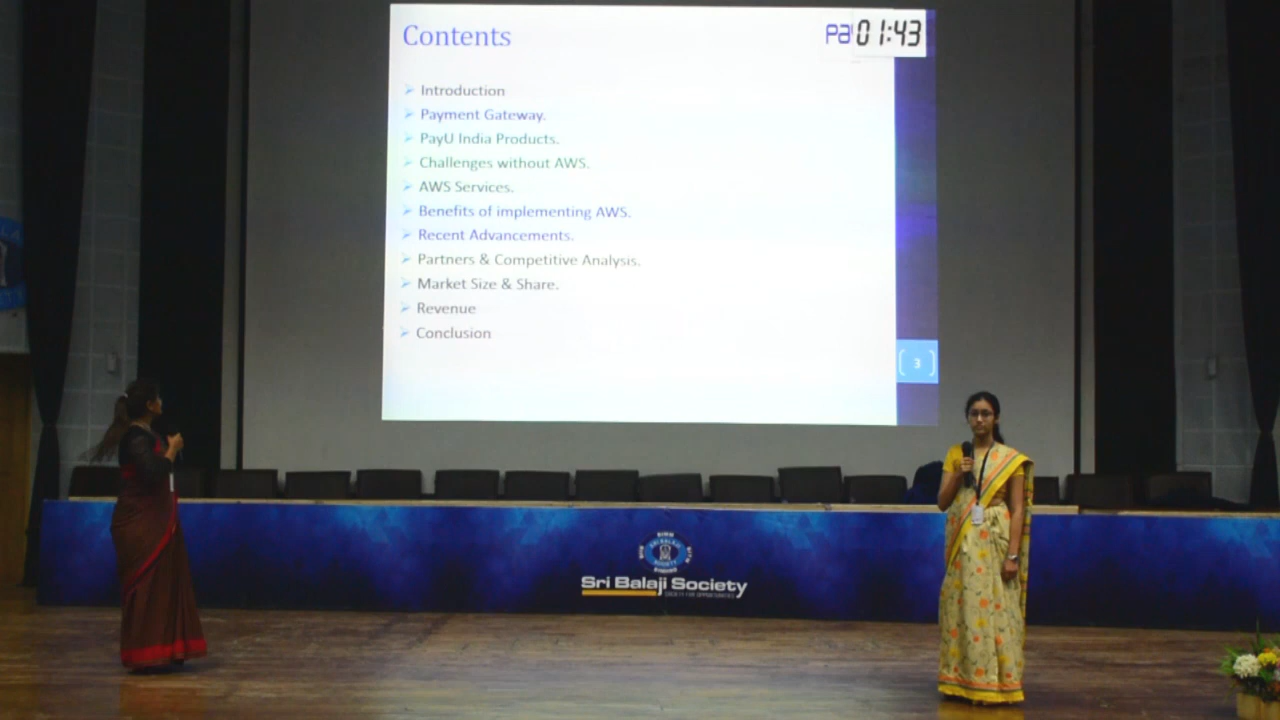 Contents
01:43
Introduction
Payment Gateway.
PayU India Products.
Challenges without AWS.
AWS Services.
Benefits of implementing AWS.
Recent Advancements.
Partners & Competitive Analysis.
Market Size & Share.
Revenue
Conclusion
3
Sri Balaji Society